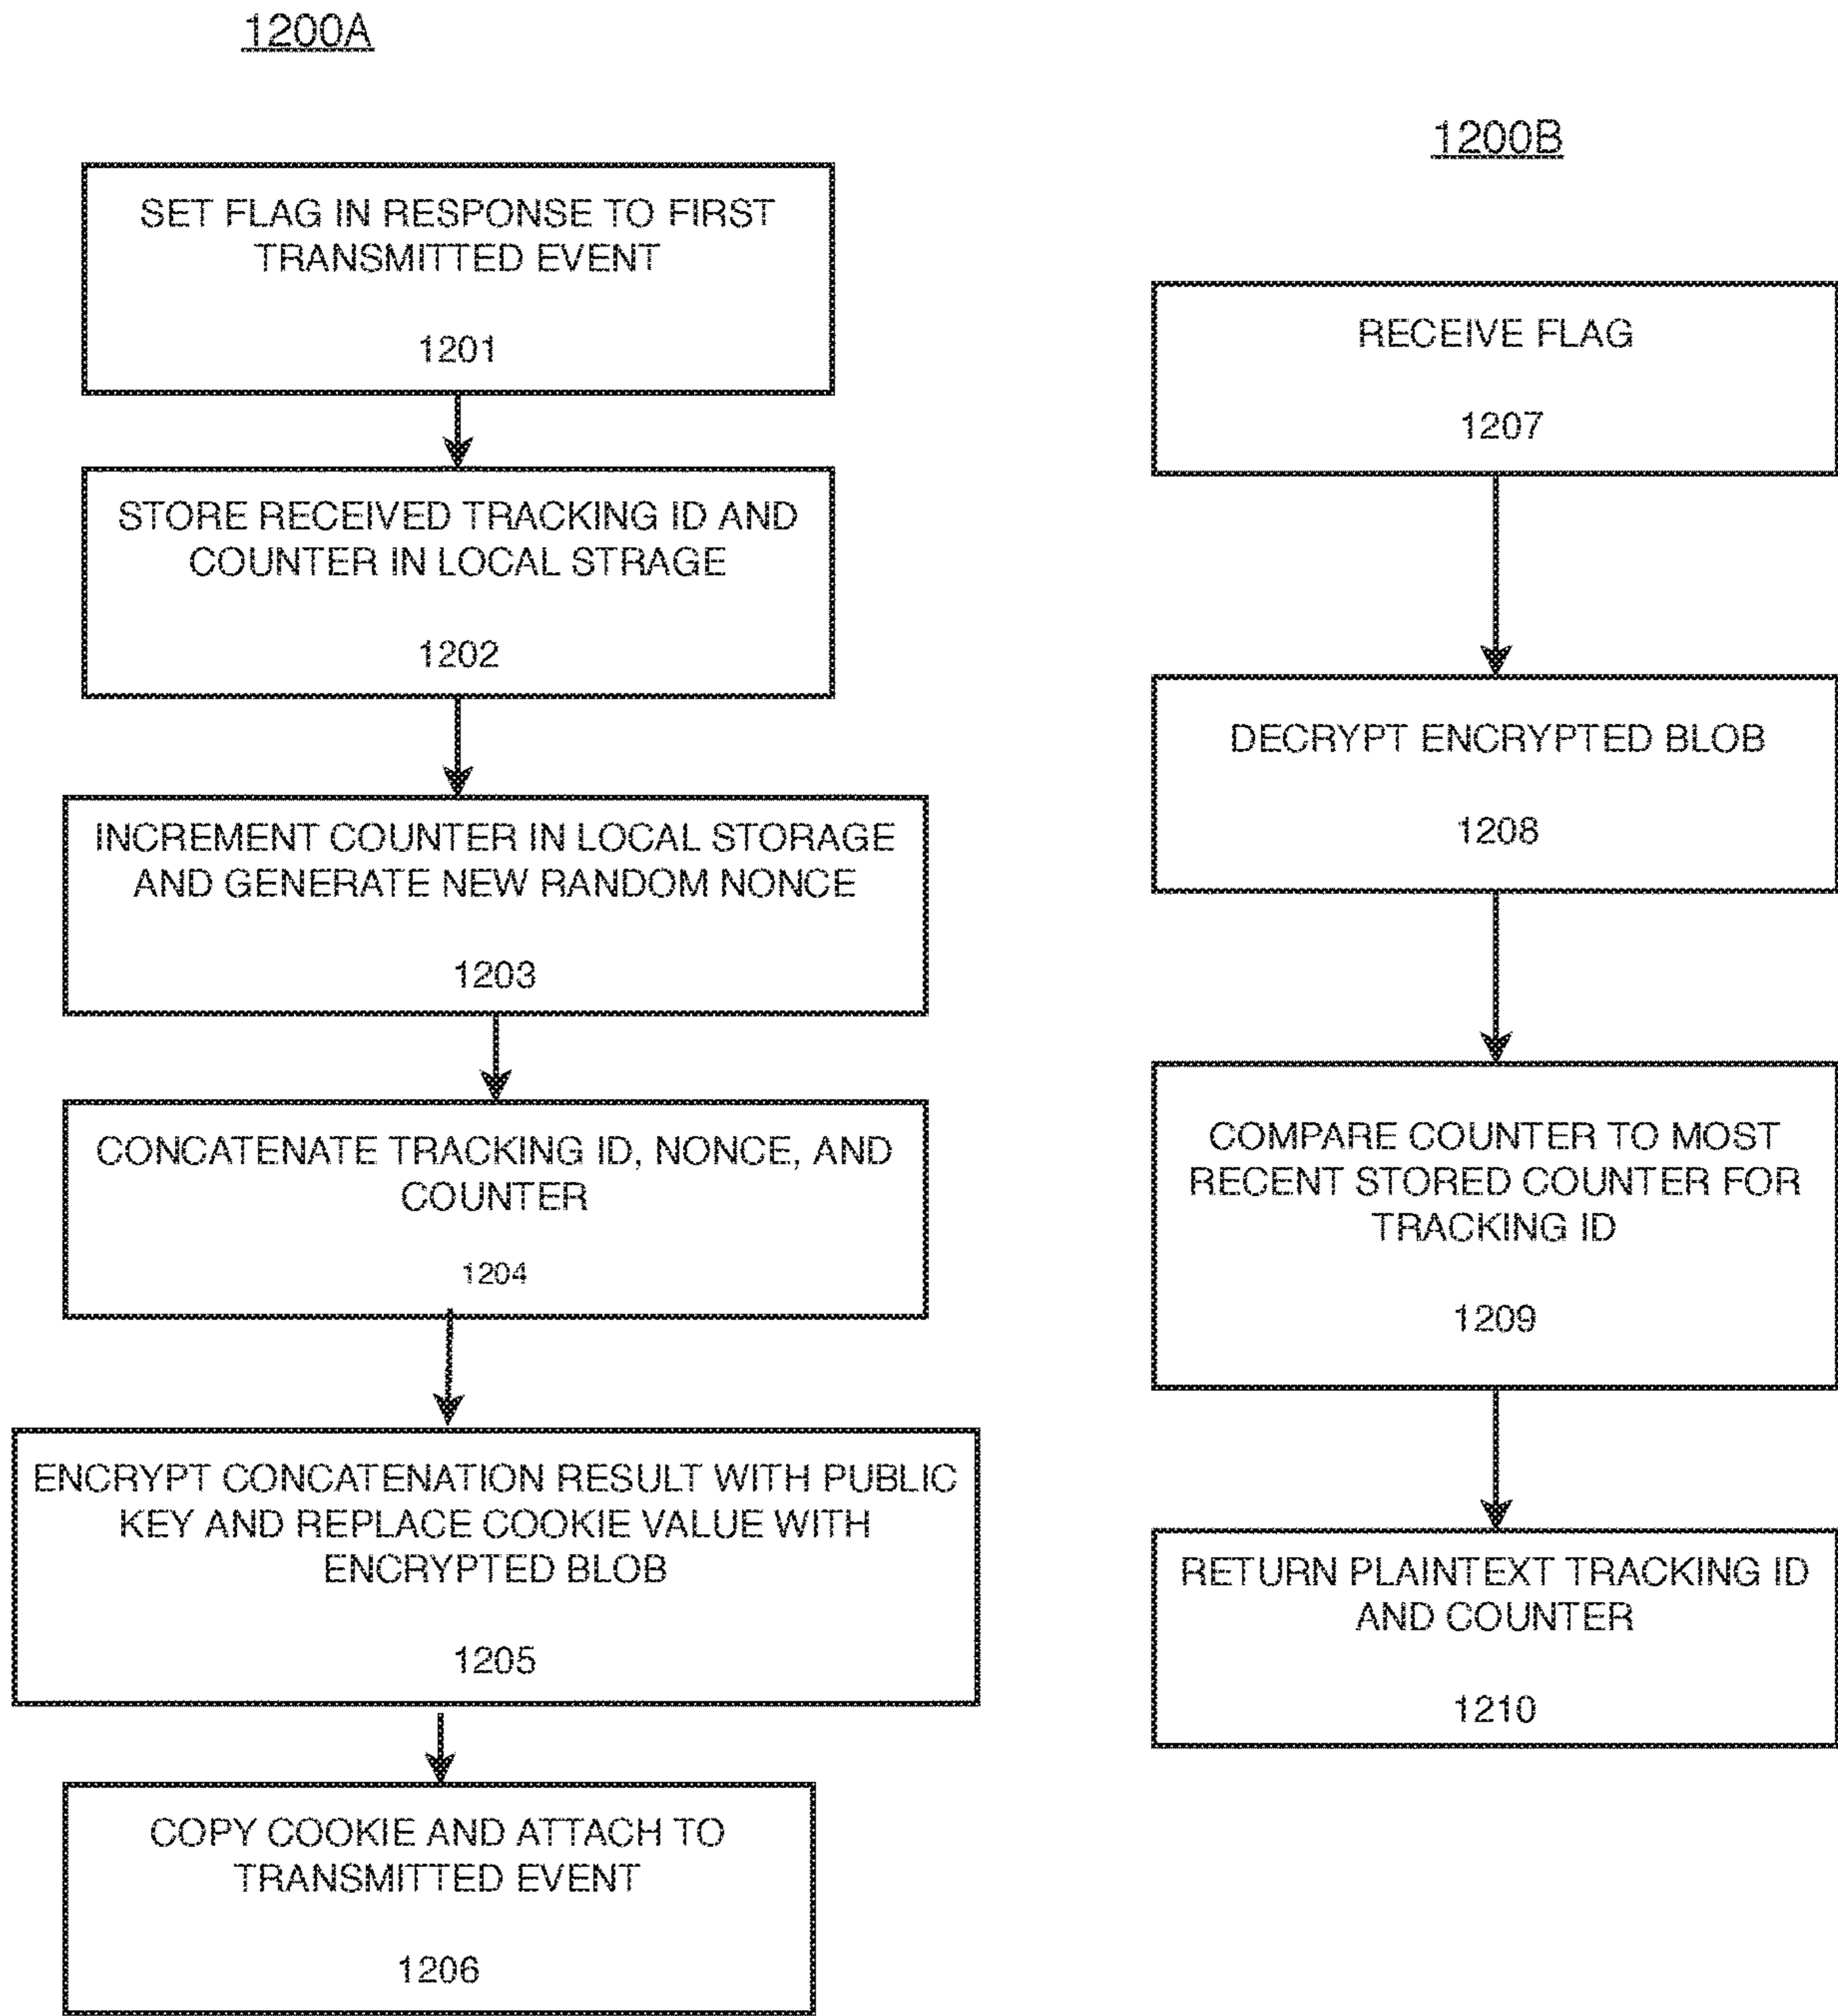 1200A
SET FLAG IN RESPONSE TO FIRST
TRANSMITTED EVENT
1201
STORE RECEIVED TRACKING ID AND
COUNTER IN LOCAL STRAGE
1202
INCREMENT COUNTER IN LOCAL STORAGE
AND GENERATE NEW RANDOM NONCE
1203
CONCATENATE TRACKING ID, NONCE, AND
COUNTER
1204
ENCRYPT CONCATENATION RESULT WITH PUBLIC
KEY AND REPLACE COOKIE VALUE WITH
ENCRYPTED BLOB
1205
COPY COOKIE AND ATTACH TO
TRANSMITTED EVENT
1206
1200B
RECEIVE FLAG
1207
DECRYPT ENCRYPTED BLOB
1208
COMPARE COUNTER TO MOST
RECENT STORED COUNTER FOR
TRACKING ID
1209
RETURN PLAINTEXT TRACKING ID
AND COUNTER
1210